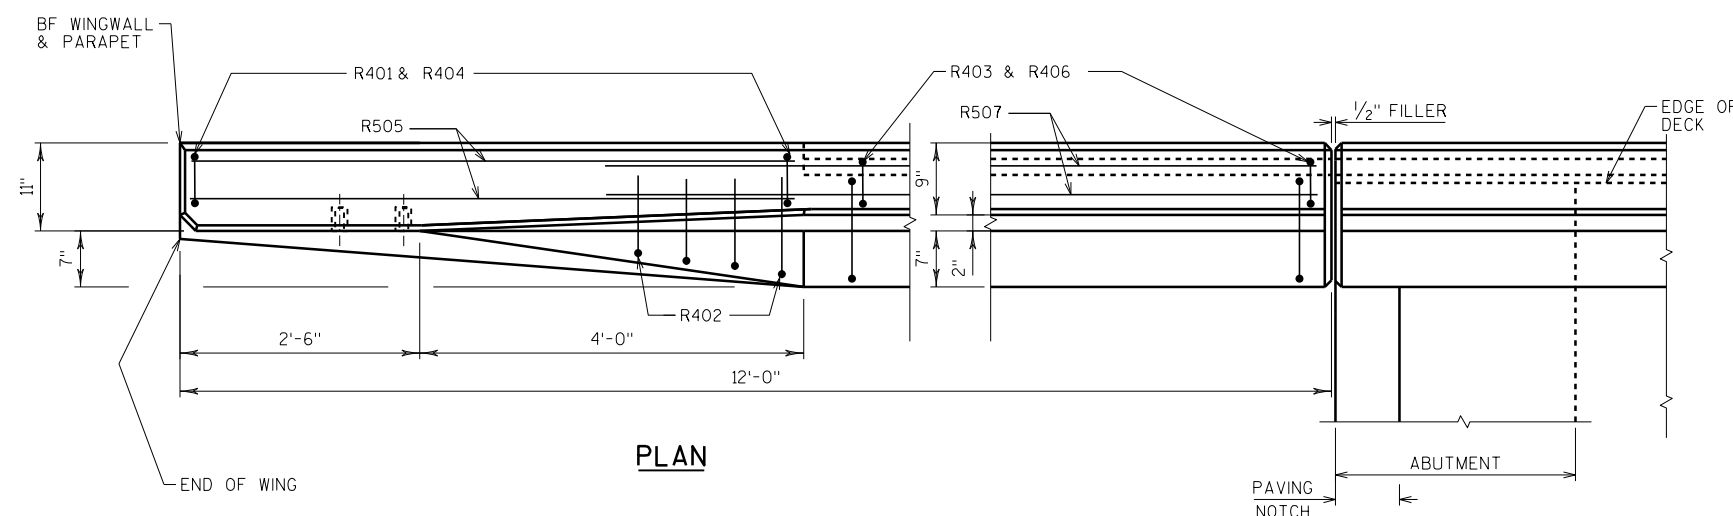 BF WINGWALL
& PARAPET
R401 & R404
R403 & R406
R505
R507
1/2" FILLER
EDGE OF
DECK
11"
9"
7"
7"
2"
R402
2'-6"
4'-0"
12'-0"
PLAN
END OF WING
ABUTMENT
PAVING
NOTCH